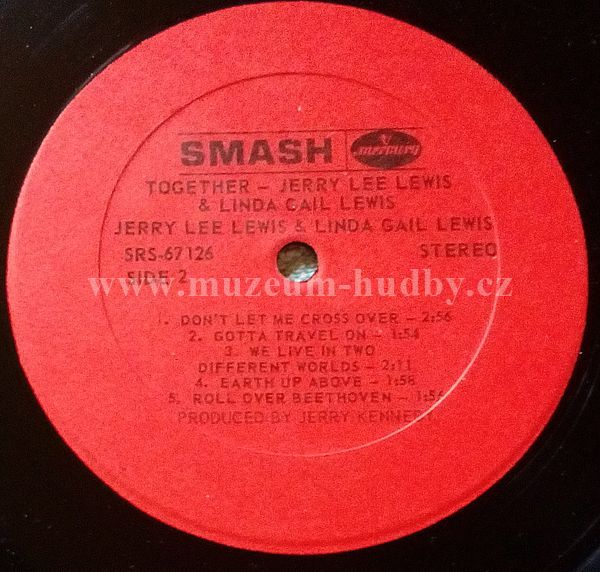 SMASH mercury
TOGETHER – JERRY LEE LEWIS
& LINDA GAIL LEWIS
JERRY LEE LEWIS & LINDA GAIL LEWIS
SRS-67126 STEREO
SIDE 2
www.muzeum-hudby.cz
1. DON'T LET ME CROSS OVER – 2:56
2. GOTTA TRAVEL ON – 1:54
3. WE LIVE IN TWO
DIFFERENT WORLDS – 2:11
4. EARTH UP ABOVE – 1:58
5. ROLL OVER BEETHOVEN – 1:56
PRODUCED BY JERRY KENNEDY